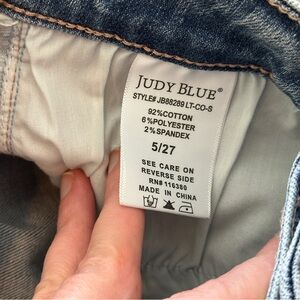 JUDY BLUE®
STYLE# JB88289 LT-CO-S
92%COTTON
6%POLYESTER
2%SPANDEX
5/27
SEE CARE ON
REVERSE SIDE
RN# 116380
MADE IN CHINA